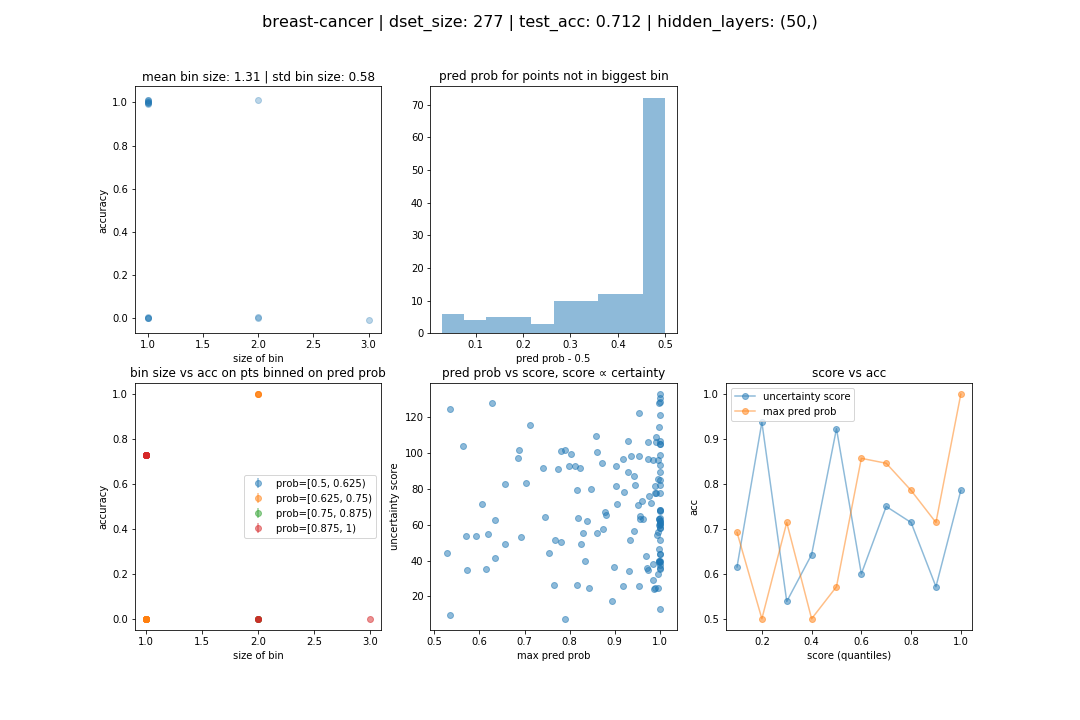 breast-cancer | dset_size: 277 | test_acc: 0.712 | hidden_layers: (50,)
mean bin size: 1.31 | std bin size: 0.58
accuracy
1.0
0.8
0.6
0.4
0.2
0.0
1.0 1.5 2.0 2.5 3.0
size of bin
pred prob for points not in biggest bin
70
60
50
40
30
20
10
0
0.1 0.2 0.3 0.4 0.5
pred prob - 0.5
bin size vs acc on pts binned on pred prob
accuracy
1.0
0.8
0.6
0.4
0.2
0.0
prob=[0.5, 0.625)
prob=[0.625, 0.75)
prob=[0.75, 0.875)
prob=[0.875, 1)
1.0 1.5 2.0 2.5 3.0
size of bin
pred prob vs score, score ∝ certainty
uncertainty score
120
100
80
60
40
20
0.5 0.6 0.7 0.8 0.9 1.0
max pred prob
score vs acc
acc
1.0
0.9
0.8
0.7
0.6
0.5
uncertainty score
max pred prob
0.2 0.4 0.6 0.8 1.0
score (quantiles)